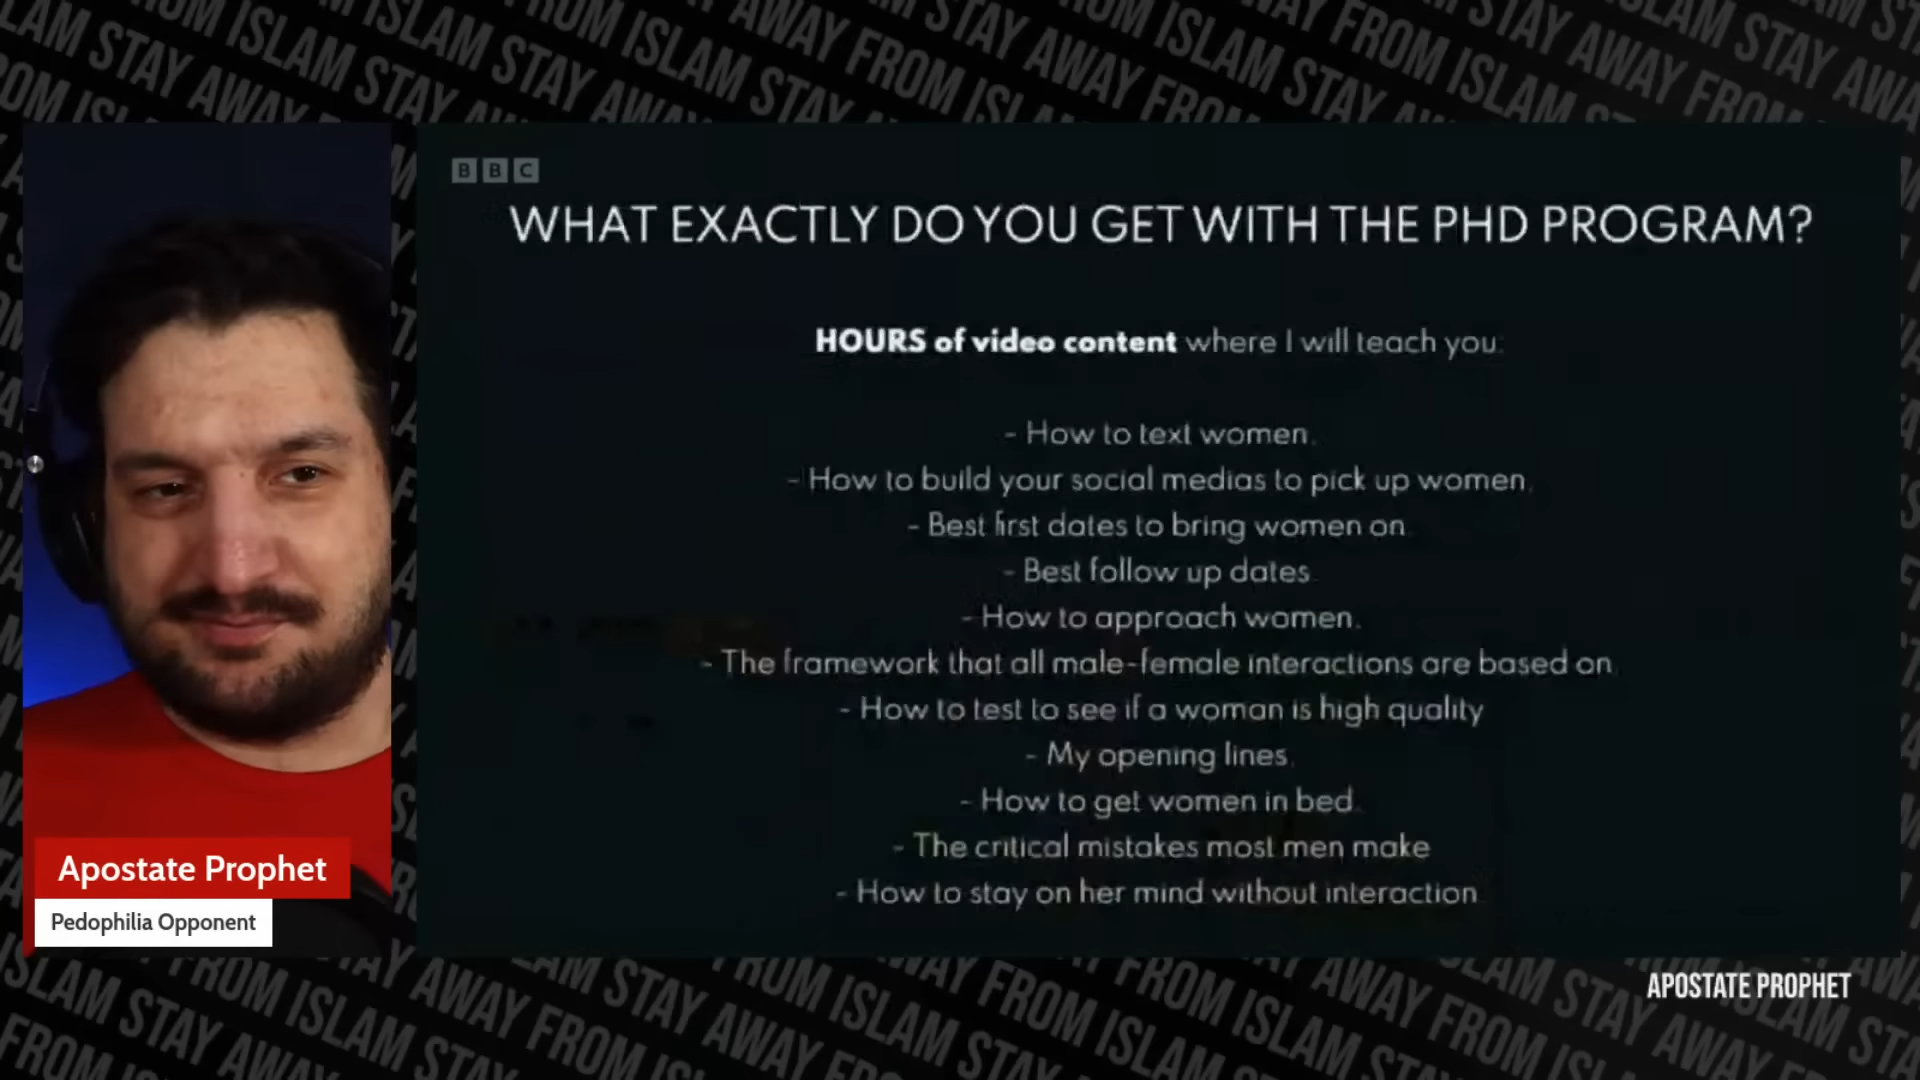 BBC
WHAT EXACTLY DO YOU GET WITH THE PHD PROGRAM?
HOURS of video content where I will teach you:
- How to text women.
- How to build your social medias to pick up women.
- Best first dates to bring women on.
- Best follow up dates.
- How to approach women.
- The framework that all male-female interactions are based on.
- How to test to see if a woman is high quality
- My opening lines.
- How to get women in bed.
- The critical mistakes most men make
- How to stay on her mind without interaction
Apostate Prophet
Pedophilia Opponent
APOSTATE PROPHET
STAY AWAY FROM ISLAM